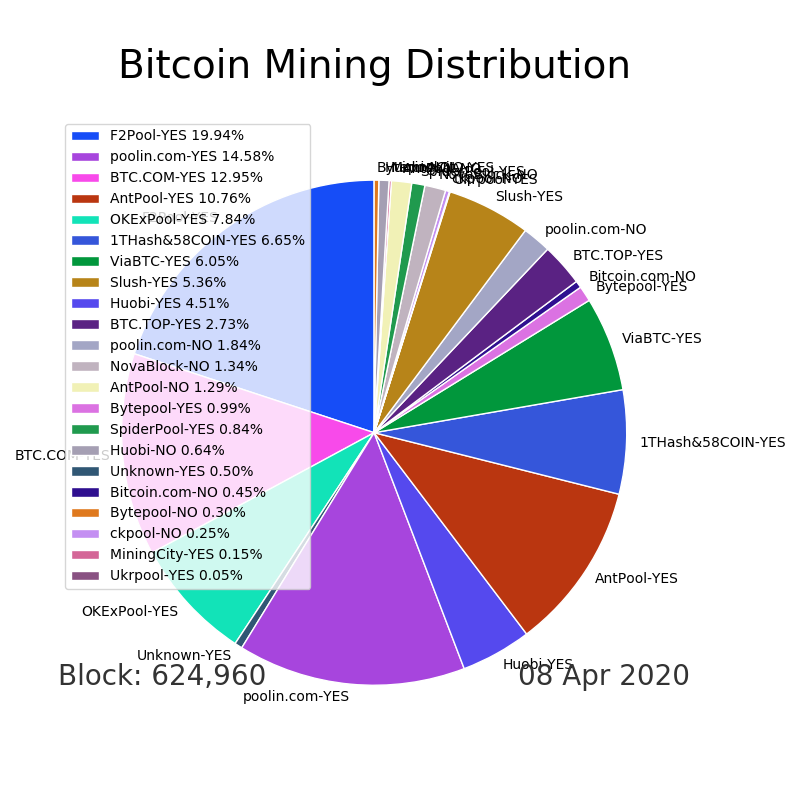 Bitcoin Mining Distribution
F2Pool-YES 19.94%
poolin.com-YES 14.58%
BTC.COM-YES 12.95%
AntPool-YES 10.76%
OKExPool-YES 7.84%
1THash&58COIN-YES 6.65%
ViaBTC-YES 6.05%
Slush-YES 5.36%
Huobi-YES 4.51%
BTC.TOP-YES 2.73%
poolin.com-NO 1.84%
NovaBlock-NO 1.34%
AntPool-NO 1.29%
Bytepool-YES 0.99%
SpiderPool-YES 0.84%
Huobi-NO 0.64%
Unknown-YES 0.50%
Bitcoin.com-NO 0.45%
Bytepool-NO 0.30%
ckpool-NO 0.25%
MiningCity-YES 0.15%
Ukrpool-YES 0.05%
Slush-YES
poolin.com-NO
BTC.TOP-YES
Bitcoin.com-NO
Bytepool-YES
ViaBTC-YES
1THash&58COIN-YES
BTC.COM-YES
AntPool-YES
OKExPool-YES
Unknown-YES
Huobi-YES
poolin.com-YES
Block: 624,960
08 Apr 2020